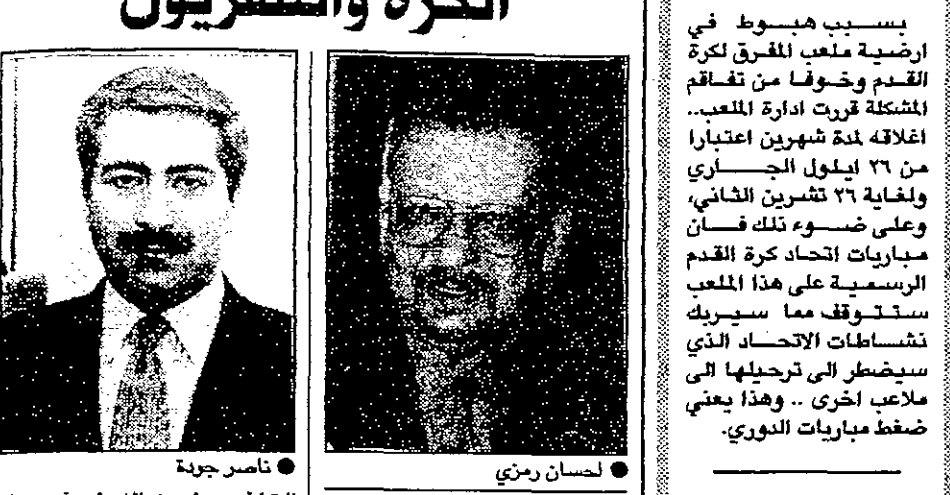 بسبب هبوط في
ارضية ملعب المفرق لكرة
القدم وخوفا من تفاقم
المشكلة قررت ادارة الملعب..
اغلاقه لمدة شهرين اعتبارا
من ٢٦ ايلول الجاري
ولغاية ٢٦ تشرين الثاني،
وعلى ضوء ذلك فان
مباريات اتحاد كرة القدم
الرسمية على هذا الملعب
ستتوقف مما سيربك
نشاطات الاتحاد الذي
سيضطر الى ترحيلها الى
ملاعب اخرى .. وهذا يعني
ضغط مباريات الدوري.
الكرة والتلفزيون
● لحسان رمزي
● ناصر جودة